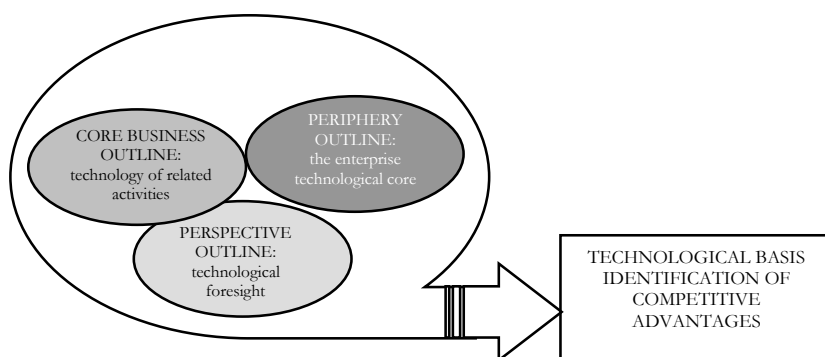 CORE BUSINESS
OUTLINE:
technology of related
activities
PERIPHERY
OUTLINE:
the enterprise
technological core
PERSPECTIVE
OUTLINE:
technological
foresight
TECHNOLOGICAL BASIS
IDENTIFICATION OF
COMPETITIVE
ADVANTAGES